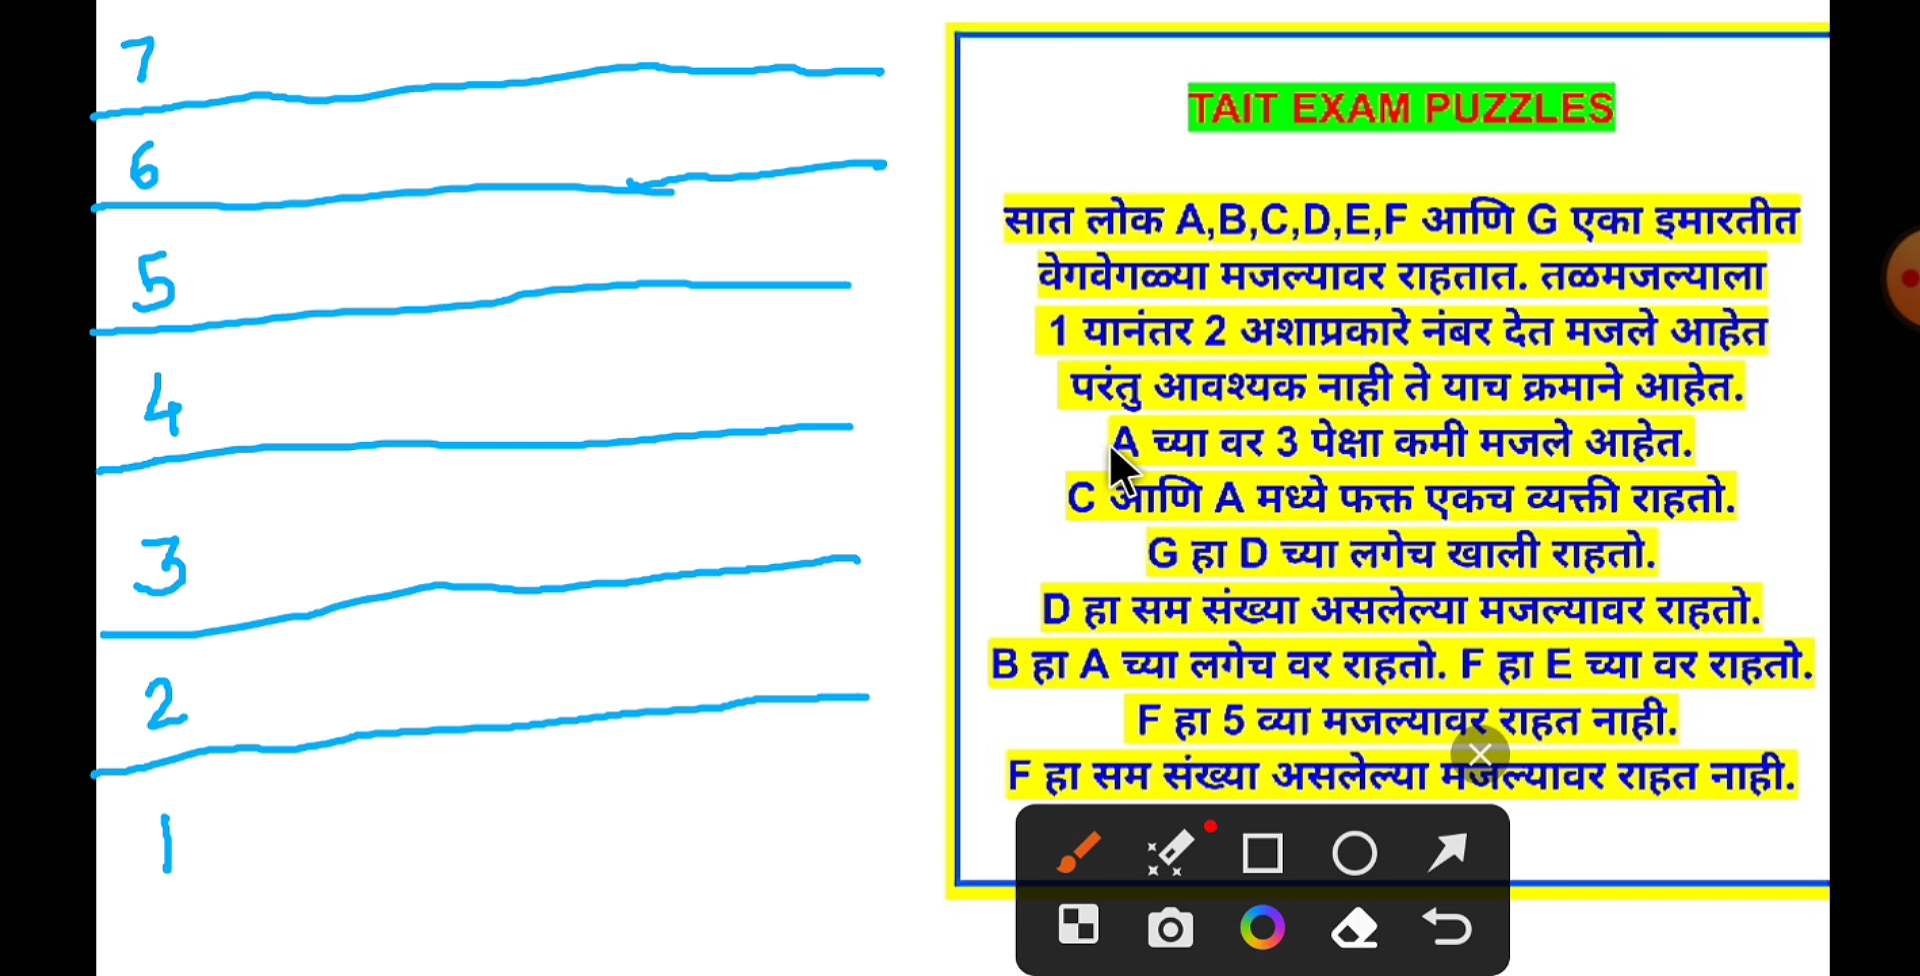 7
6
5
4
3
2
1
TAIT EXAM PUZZLES
सात लोक A,B,C,D,E,F आणि G एका इमारतीत
वेगवेगळ्या मजल्यावर राहतात. तळमजल्याला
1 यानंतर 2 अशाप्रकारे नंबर देत मजले आहेत
परंतु आवश्यक नाही ते याच क्रमाने आहेत.
A च्या वर 3 पेक्षा कमी मजले आहेत.
C आणि A मध्ये फक्त एकच व्यक्ती राहतो.
G हा D च्या लगेच खाली राहतो.
D हा सम संख्या असलेल्या मजल्यावर राहतो.
B हा A च्या लगेच वर राहतो. F हा E च्या वर राहतो.
F हा 5 व्या मजल्यावर राहत नाही.
F हा सम संख्या असलेल्या मजल्यावर राहत नाही.